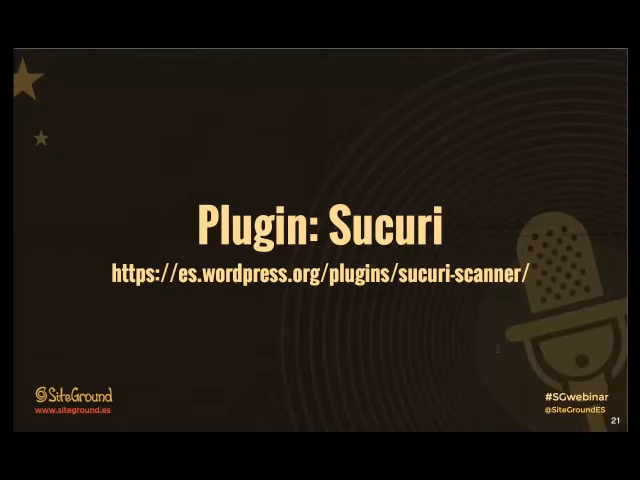 Plugin: Sucuri
https://es.wordpress.org/plugins/sucuri-scanner/
SiteGround
www.siteground.es
#SGwebinar
@SiteGroundES
21